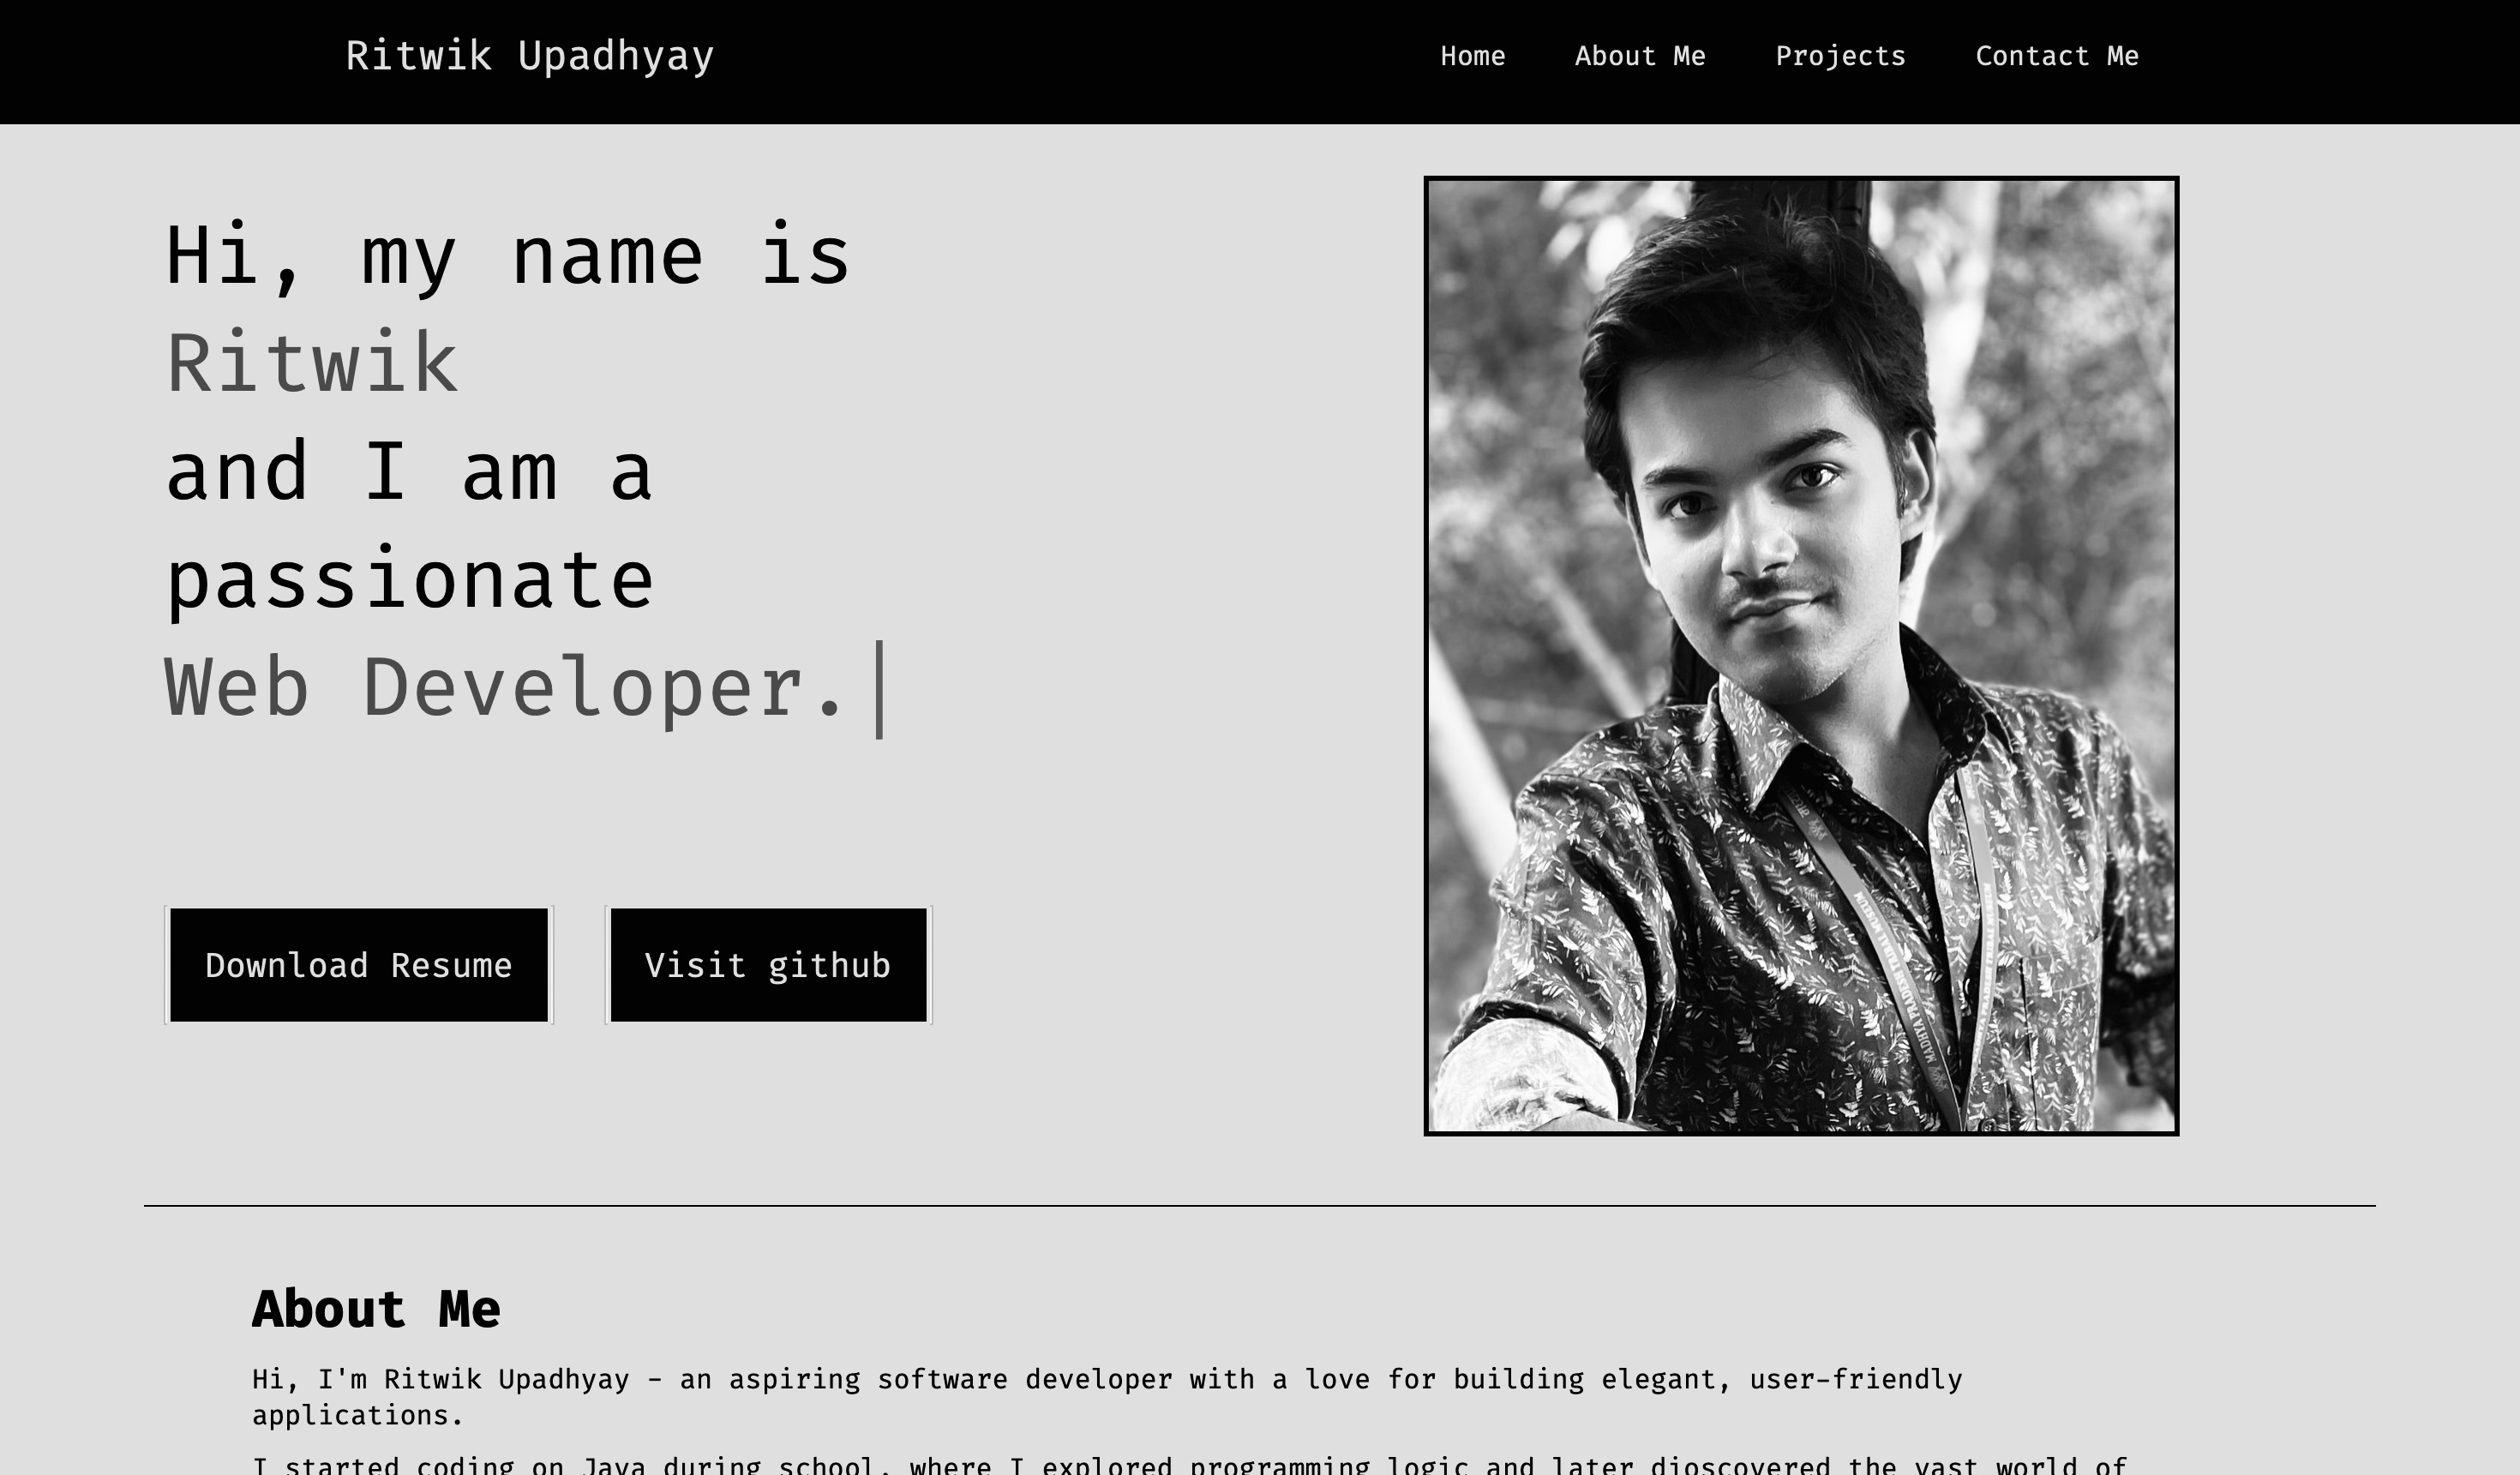 Ritwik Upadhyay
Home About Me Projects Contact Me
Hi, my name is
Ritwik
and I am a
passionate
Web Developer.
Download Resume
Visit github
MADHYA PRADESH
About Me
Hi, I'm Ritwik Upadhyay - an aspiring software developer with a love for building elegant, user-friendly
applications.
I started coding on Java during school, where I explored programming logic and later dioscovered the vast world of